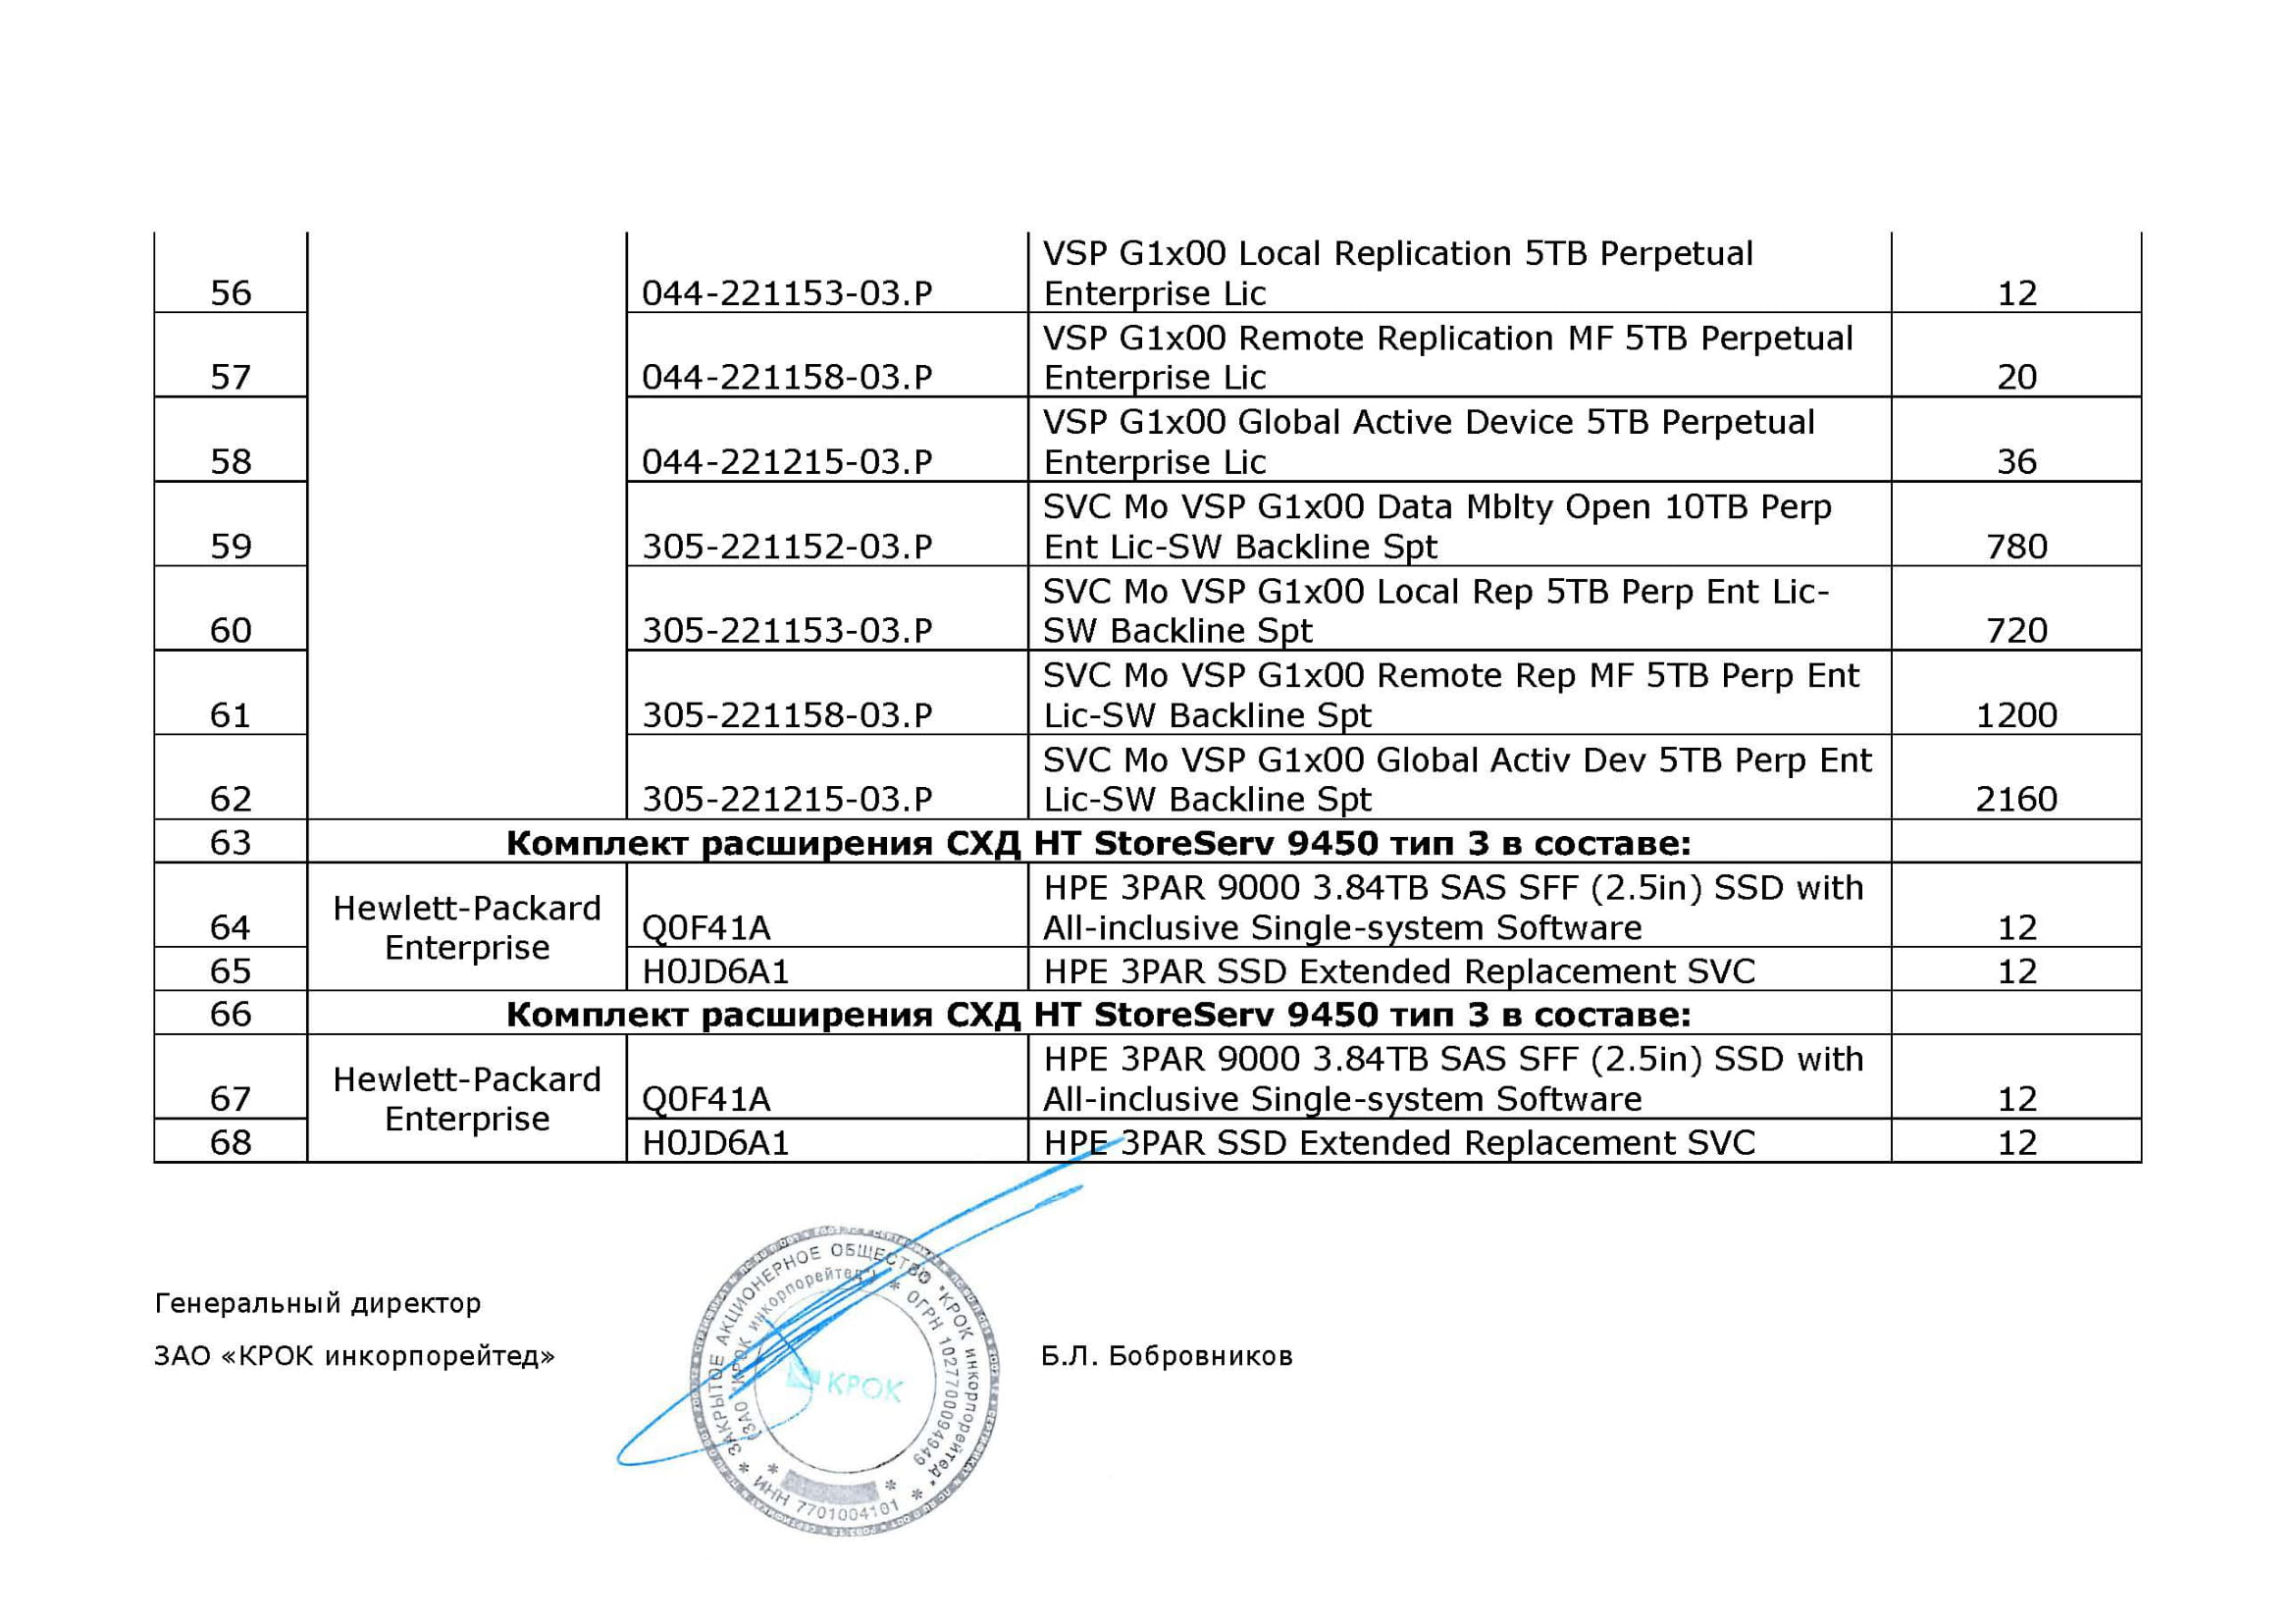 VSP G1x00 Local Replication 5TB Perpetual
56 044-221153-03.P Enterprise Lic 12
VSP G1x00 Remote Replication MF 5TB Perpetual
57 044-221158-03.P Enterprise Lic 20
VSP G1x00 Global Active Device 5TB Perpetual
58 044-221215-03.P Enterprise Lic 36
SVC Mo VSP G1x00 Data Mblty Open 10TB Perp
59 305-221152-03.P Ent Lic-SW Backline Spt 780
SVC Mo VSP G1x00 Local Rep 5TB Perp Ent Lic-
60 305-221153-03.P SW Backline Spt 720
SVC Mo VSP G1x00 Remote Rep MF 5TB Perp Ent
61 305-221158-03.P Lic-SW Backline Spt 1200
SVC Mo VSP G1x00 Global Activ Dev 5TB Perp Ent
62 305-221215-03.P Lic-SW Backline Spt 2160
63 Комплект расширения СХД HT StoreServ 9450 тип 3 в составе:
Hewlett-Packard
Enterprise
HPE 3PAR 9000 3.84TB SAS SFF (2.5in) SSD with
64 Q0F41A All-inclusive Single-system Software 12
65 H0JD6A1 HPE 3PAR SSD Extended Replacement SVC 12
66 Комплект расширения СХД HT StoreServ 9450 тип 3 в составе:
Hewlett-Packard
Enterprise
HPE 3PAR 9000 3.84TB SAS SFF (2.5in) SSD with
67 Q0F41A All-inclusive Single-system Software 12
68 H0JD6A1 HPE 3PAR SSD Extended Replacement SVC 12
Генеральный директор
ЗАО «КРОК инкорпорейтед» Б.Л. Бобровников
* ЗАКРЫТОЕ АКЦИОНЕРНОЕ ОБЩЕСТВО "КРОК инкорпорейтед" *
ИНН 7701004101
(ЗАО "КРОК инкорпорейтед") * ОГРН 1027700094949 *
КРОК